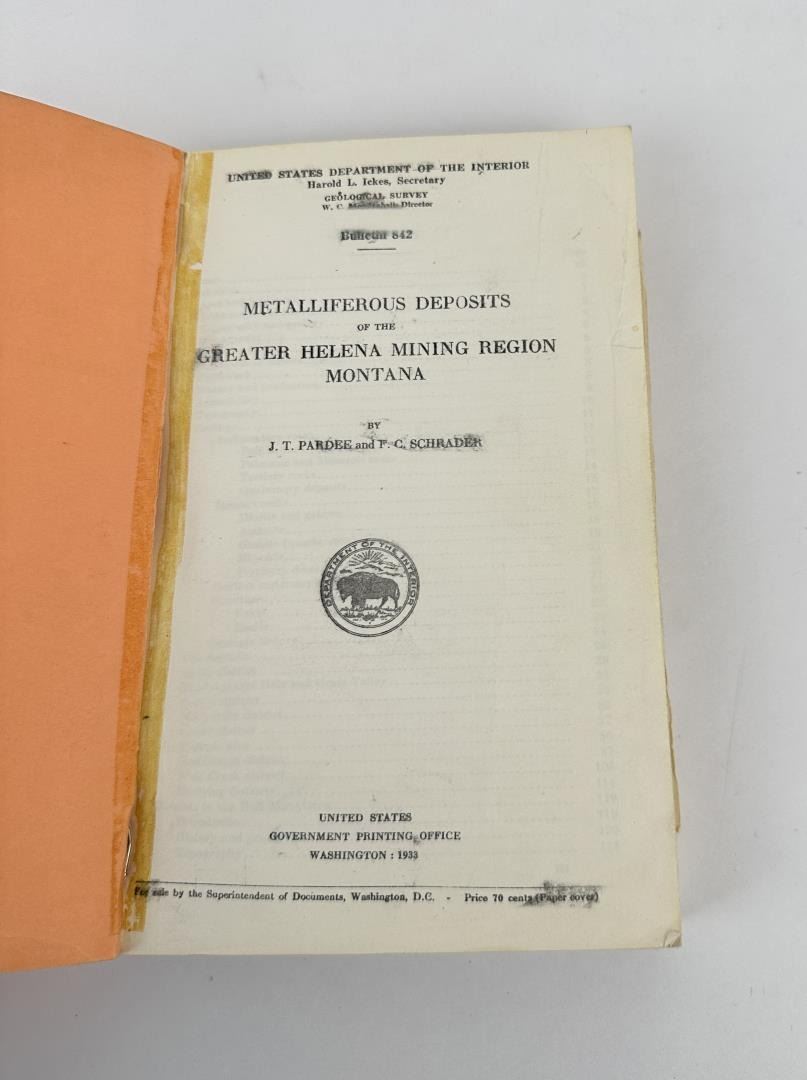 UNITED STATES DEPARTMENT OF THE INTERIOR
Harold L. Ickes, Secretary
GEOLOGICAL SURVEY
W. C. Director
Bulletin 842
METALLIFEROUS DEPOSITS
OF THE
GREATER HELENA MINING REGION
MONTANA
BY
J. T. PARDEE and F. C. SCHRADER
DEPARTMENT OF THE INTERIOR
UNITED STATES
GOVERNMENT PRINTING OFFICE
WASHINGTON : 1933
For sale by the Superintendent of Documents, Washington, D.C. - Price 70 cents (Paper cover)